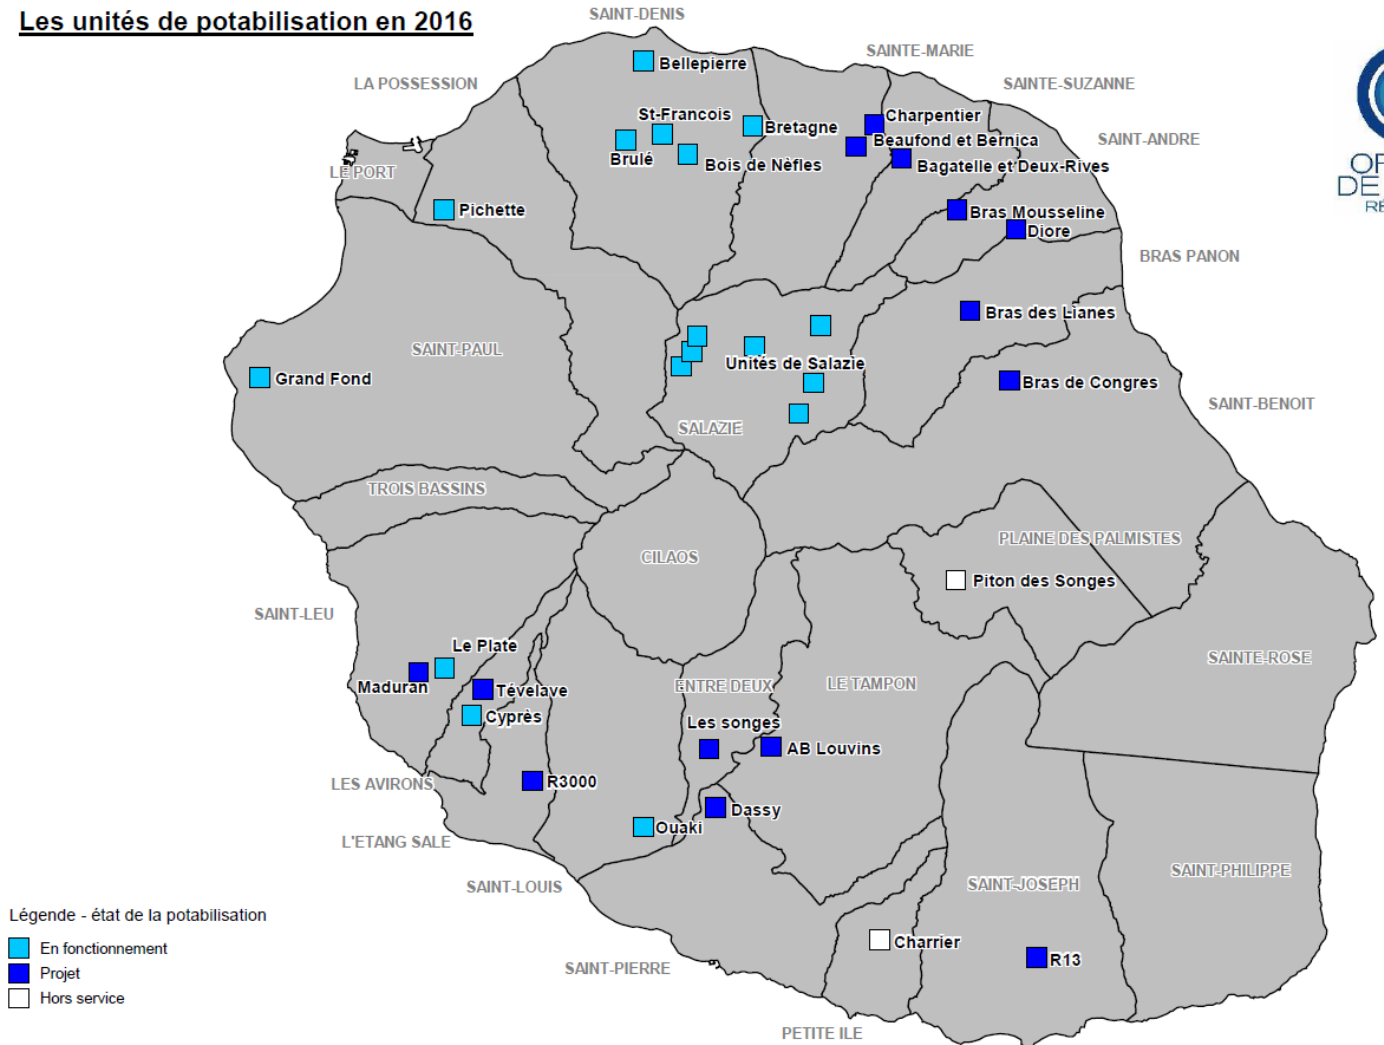 Les unités de potabilisation en 2016
SAINT-DENIS
SAINTE-MARIE
LA POSSESSION
SAINTE-SUZANNE
Bellepierre
St-Francois
Charpentier
Bretagne
SAINT-ANDRE
Beaufond et Bernica
Brulé
Bois de Nèfles
Bagatelle et Deux-Rives
LE PORT
Pichette
Bras Mousseline
Diore
BRAS PANON
Bras des Lianes
SAINT-PAUL
Unités de Salazie
Grand Fond
Bras de Congres
SAINT-BENOIT
SALAZIE
TROIS BASSINS
PLAINE DES PALMISTES
CILAOS
Piton des Songes
SAINT-LEU
Le Plate
SAINTE-ROSE
Maduran
Tévelave
ENTRE DEUX
LE TAMPON
Cyprès
Les songes
AB Louvins
LES AVIRONS
R3000
Dassy
Ouaki
L'ETANG SALE
SAINT-PHILIPPE
SAINT-LOUIS
SAINT-JOSEPH
Légende - état de la potabilisation
En fonctionnement
Charrier
R13
SAINT-PIERRE
Projet
Hors service
PETITE ILE